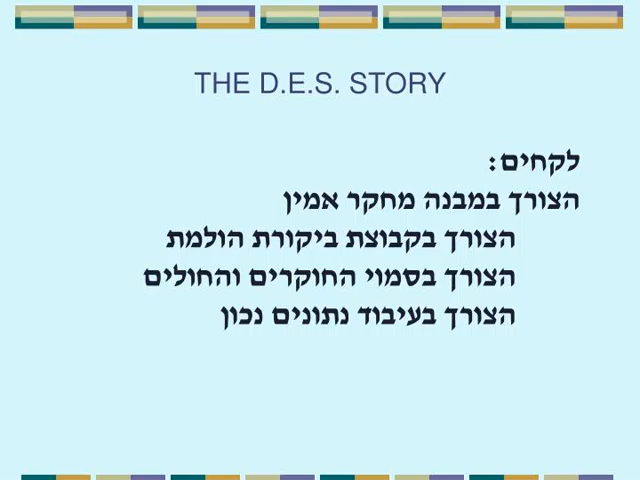 THE D.E.S. STORY
לקחים:
הצורך במבנה מחקר אמין
הצורך בקבוצת ביקורת הולמת
הצורך בסמוי החוקרים והחולים
הצורך בעיבוד נתונים נכון